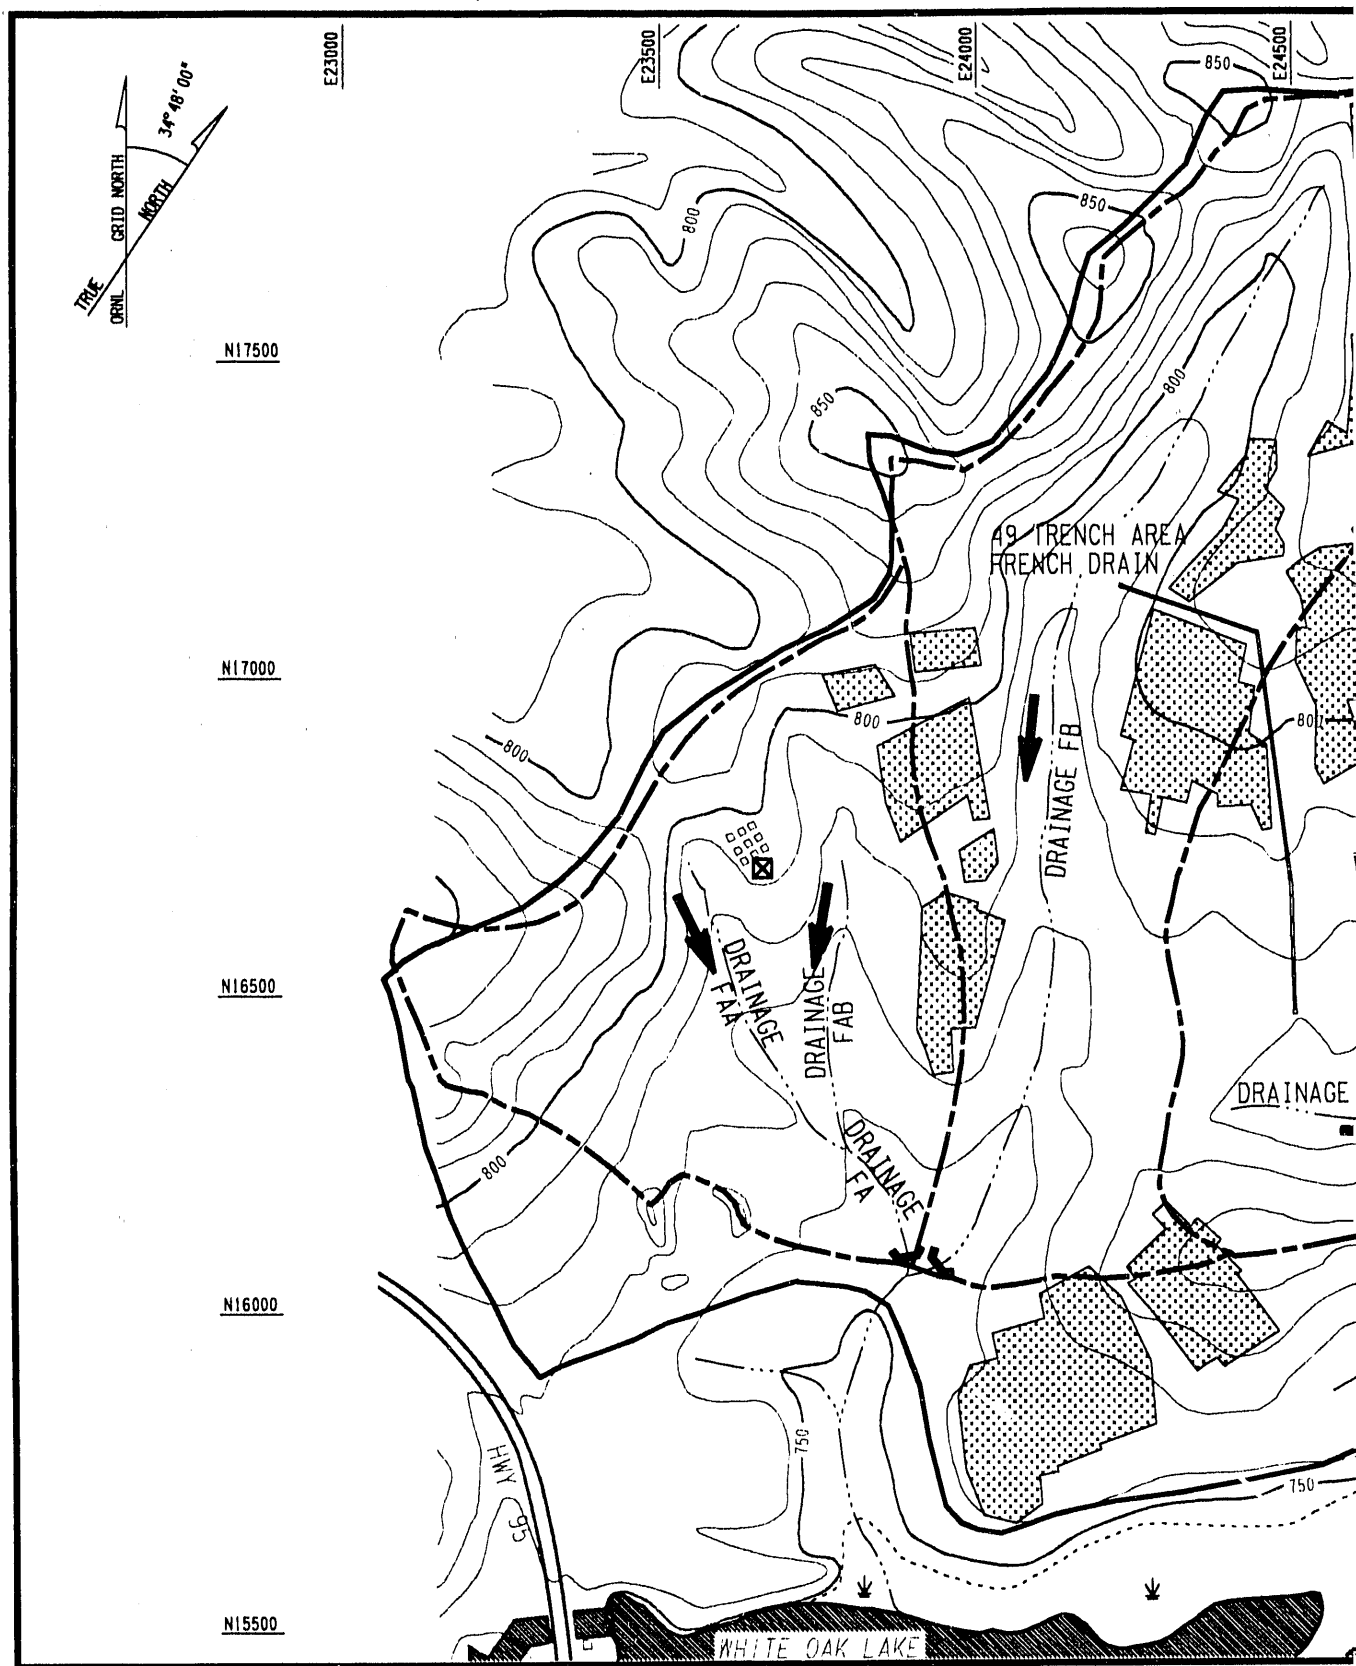 E23000
E23500
E24000
E24500
34° 48' 00"
TRUE NORTH
ORNL GRID NORTH
850
850
800
N17500
800
850
49 TRENCH AREA
FRENCH DRAIN
N17000
800
800
800
DRAINAGE FB
N16500
DRAINAGE
FAA
DRAINAGE
FAB
DRAINAGE
DRAINAGE
FA
800
N16000
750
HWY 95
750
N15500
WHITE OAK LAKE